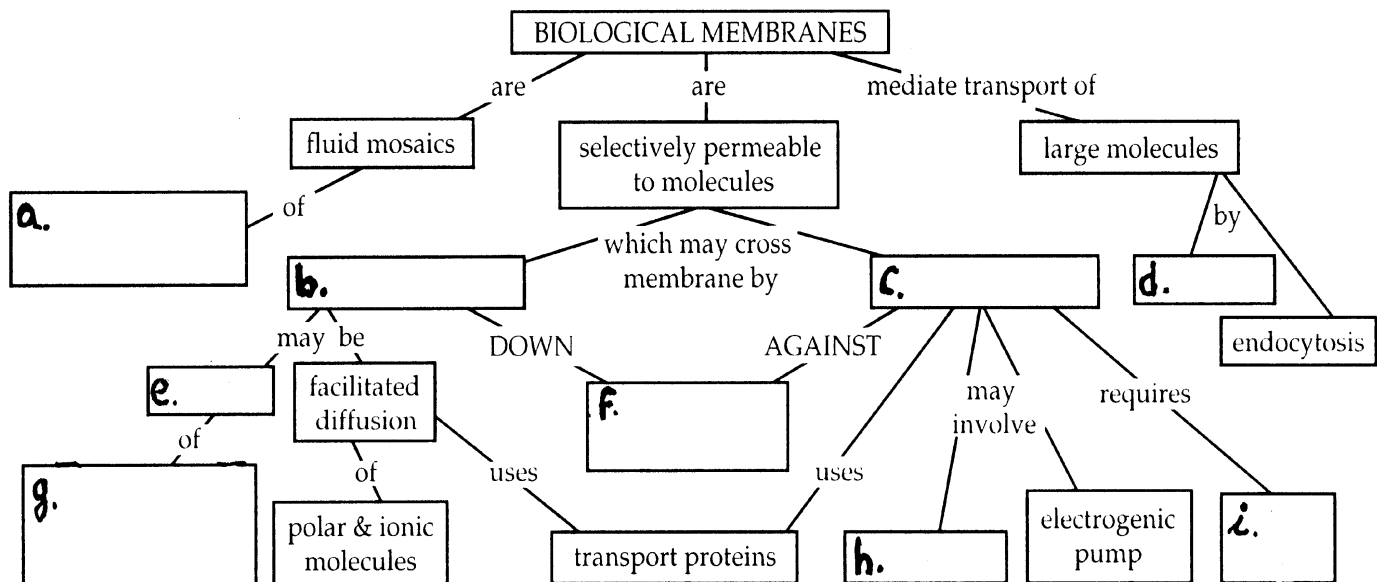 BIOLOGICAL MEMBRANES
are
are
mediate transport of
fluid mosaics
selectively permeable
to molecules
large molecules
a.
of
by
which may cross
membrane by
b.
c.
d.
may be
DOWN
AGAINST
endocytosis
e.
facilitated
diffusion
f.
may
involve
requires
of
of
uses
uses
g.
polar & ionic
molecules
transport proteins
h.
electrogenic
pump
i.